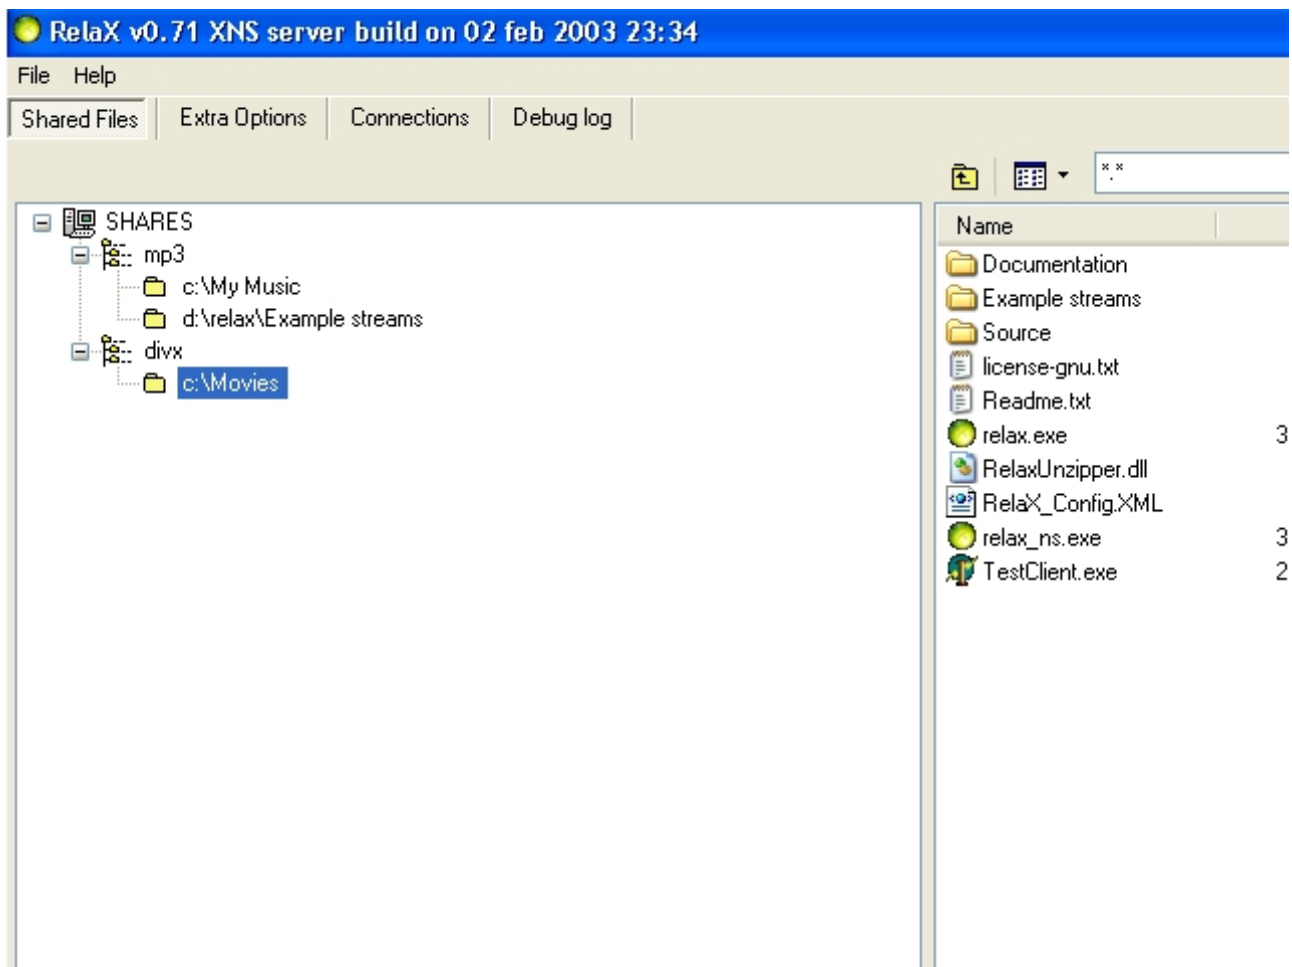 RelaX v0.71 XNS server build on 02 feb 2003 23:34
File Help
Shared Files Extra Options Connections Debug log
*.*
SHARES
mp3
c:\My Music
d:\relax\Example streams
divx
c:\Movies
Name
Documentation
Example streams
Source
license-gnu.txt
Readme.txt
relax.exe 3
RelaxUnzipper.dll
RelaX_Config.XML
relax_ns.exe 3
TestClient.exe 2